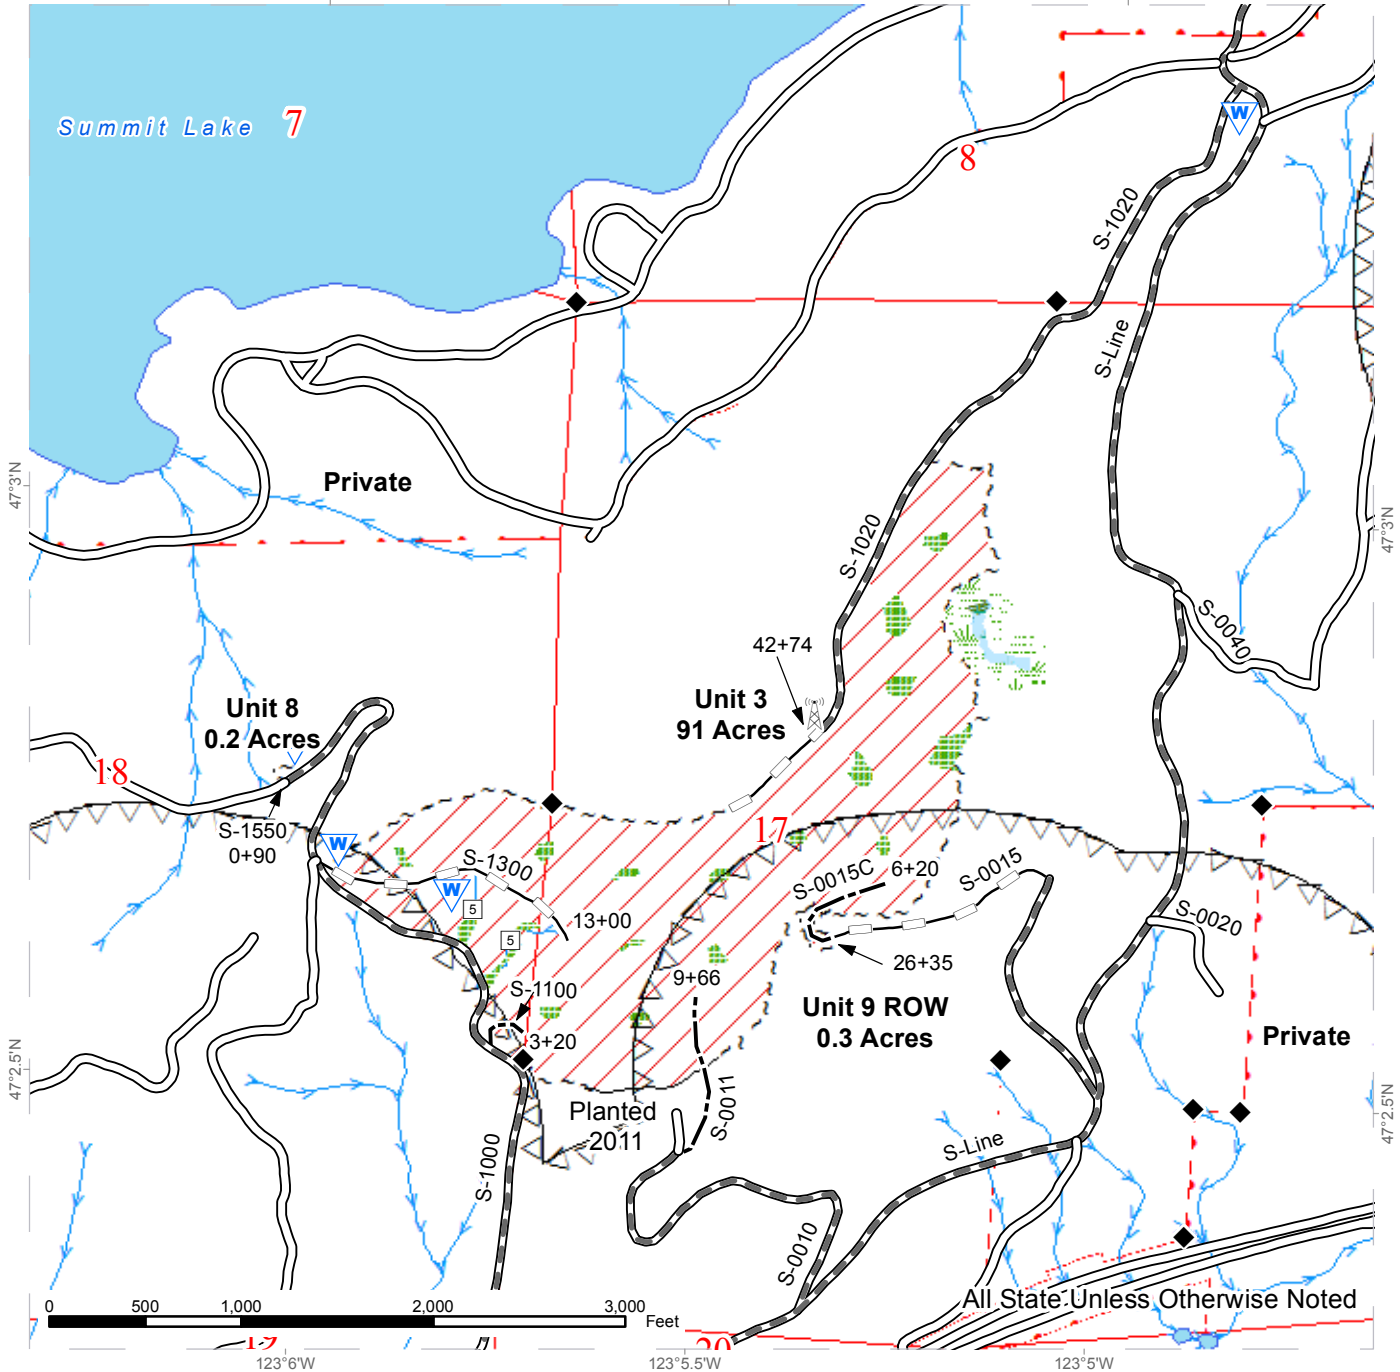 Summit Lake
7
W
8
S-1020
S-Line
47°3'N
Private
47°3'N
S-1020
S-0040
42+74
Unit 3
91 Acres
Unit 8
0.2 Acres
18
S-1550
0+90
17
W
S-1300
W
5
5
13+00
S-0015C
6+20
S-0015
S-0020
26+35
9+66
S-1100
3+20
Unit 9 ROW
0.3 Acres
Private
47°2.5'N
47°2.5'N
Planted
2011
S-0011
S-1000
S-Line
S-0010
0
500
1,000
2,000
3,000
Feet
All State Unless Otherwise Noted
19
20
123°6'W
123°5.5'W
123°5'W